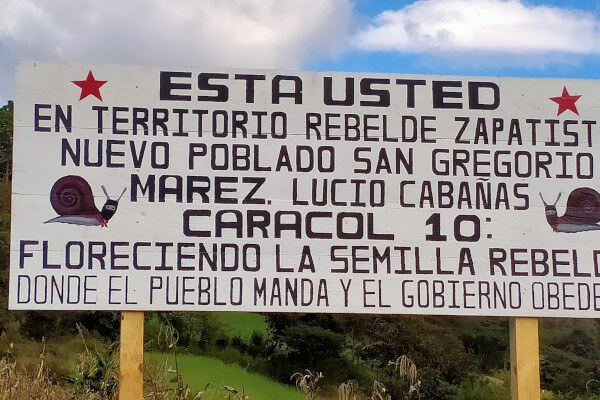 ESTA USTED
EN TERRITORIO REBELDE ZAPATIST
NUEVO POBLADO SAN GREGORIO
MAREZ. LUCIO CABAÑAS
CARACOL 10:
FLORECIENDO LA SEMILLA REBELD
DONDE EL PUEBLO MANDA Y EL GOBIERNO OBEDE